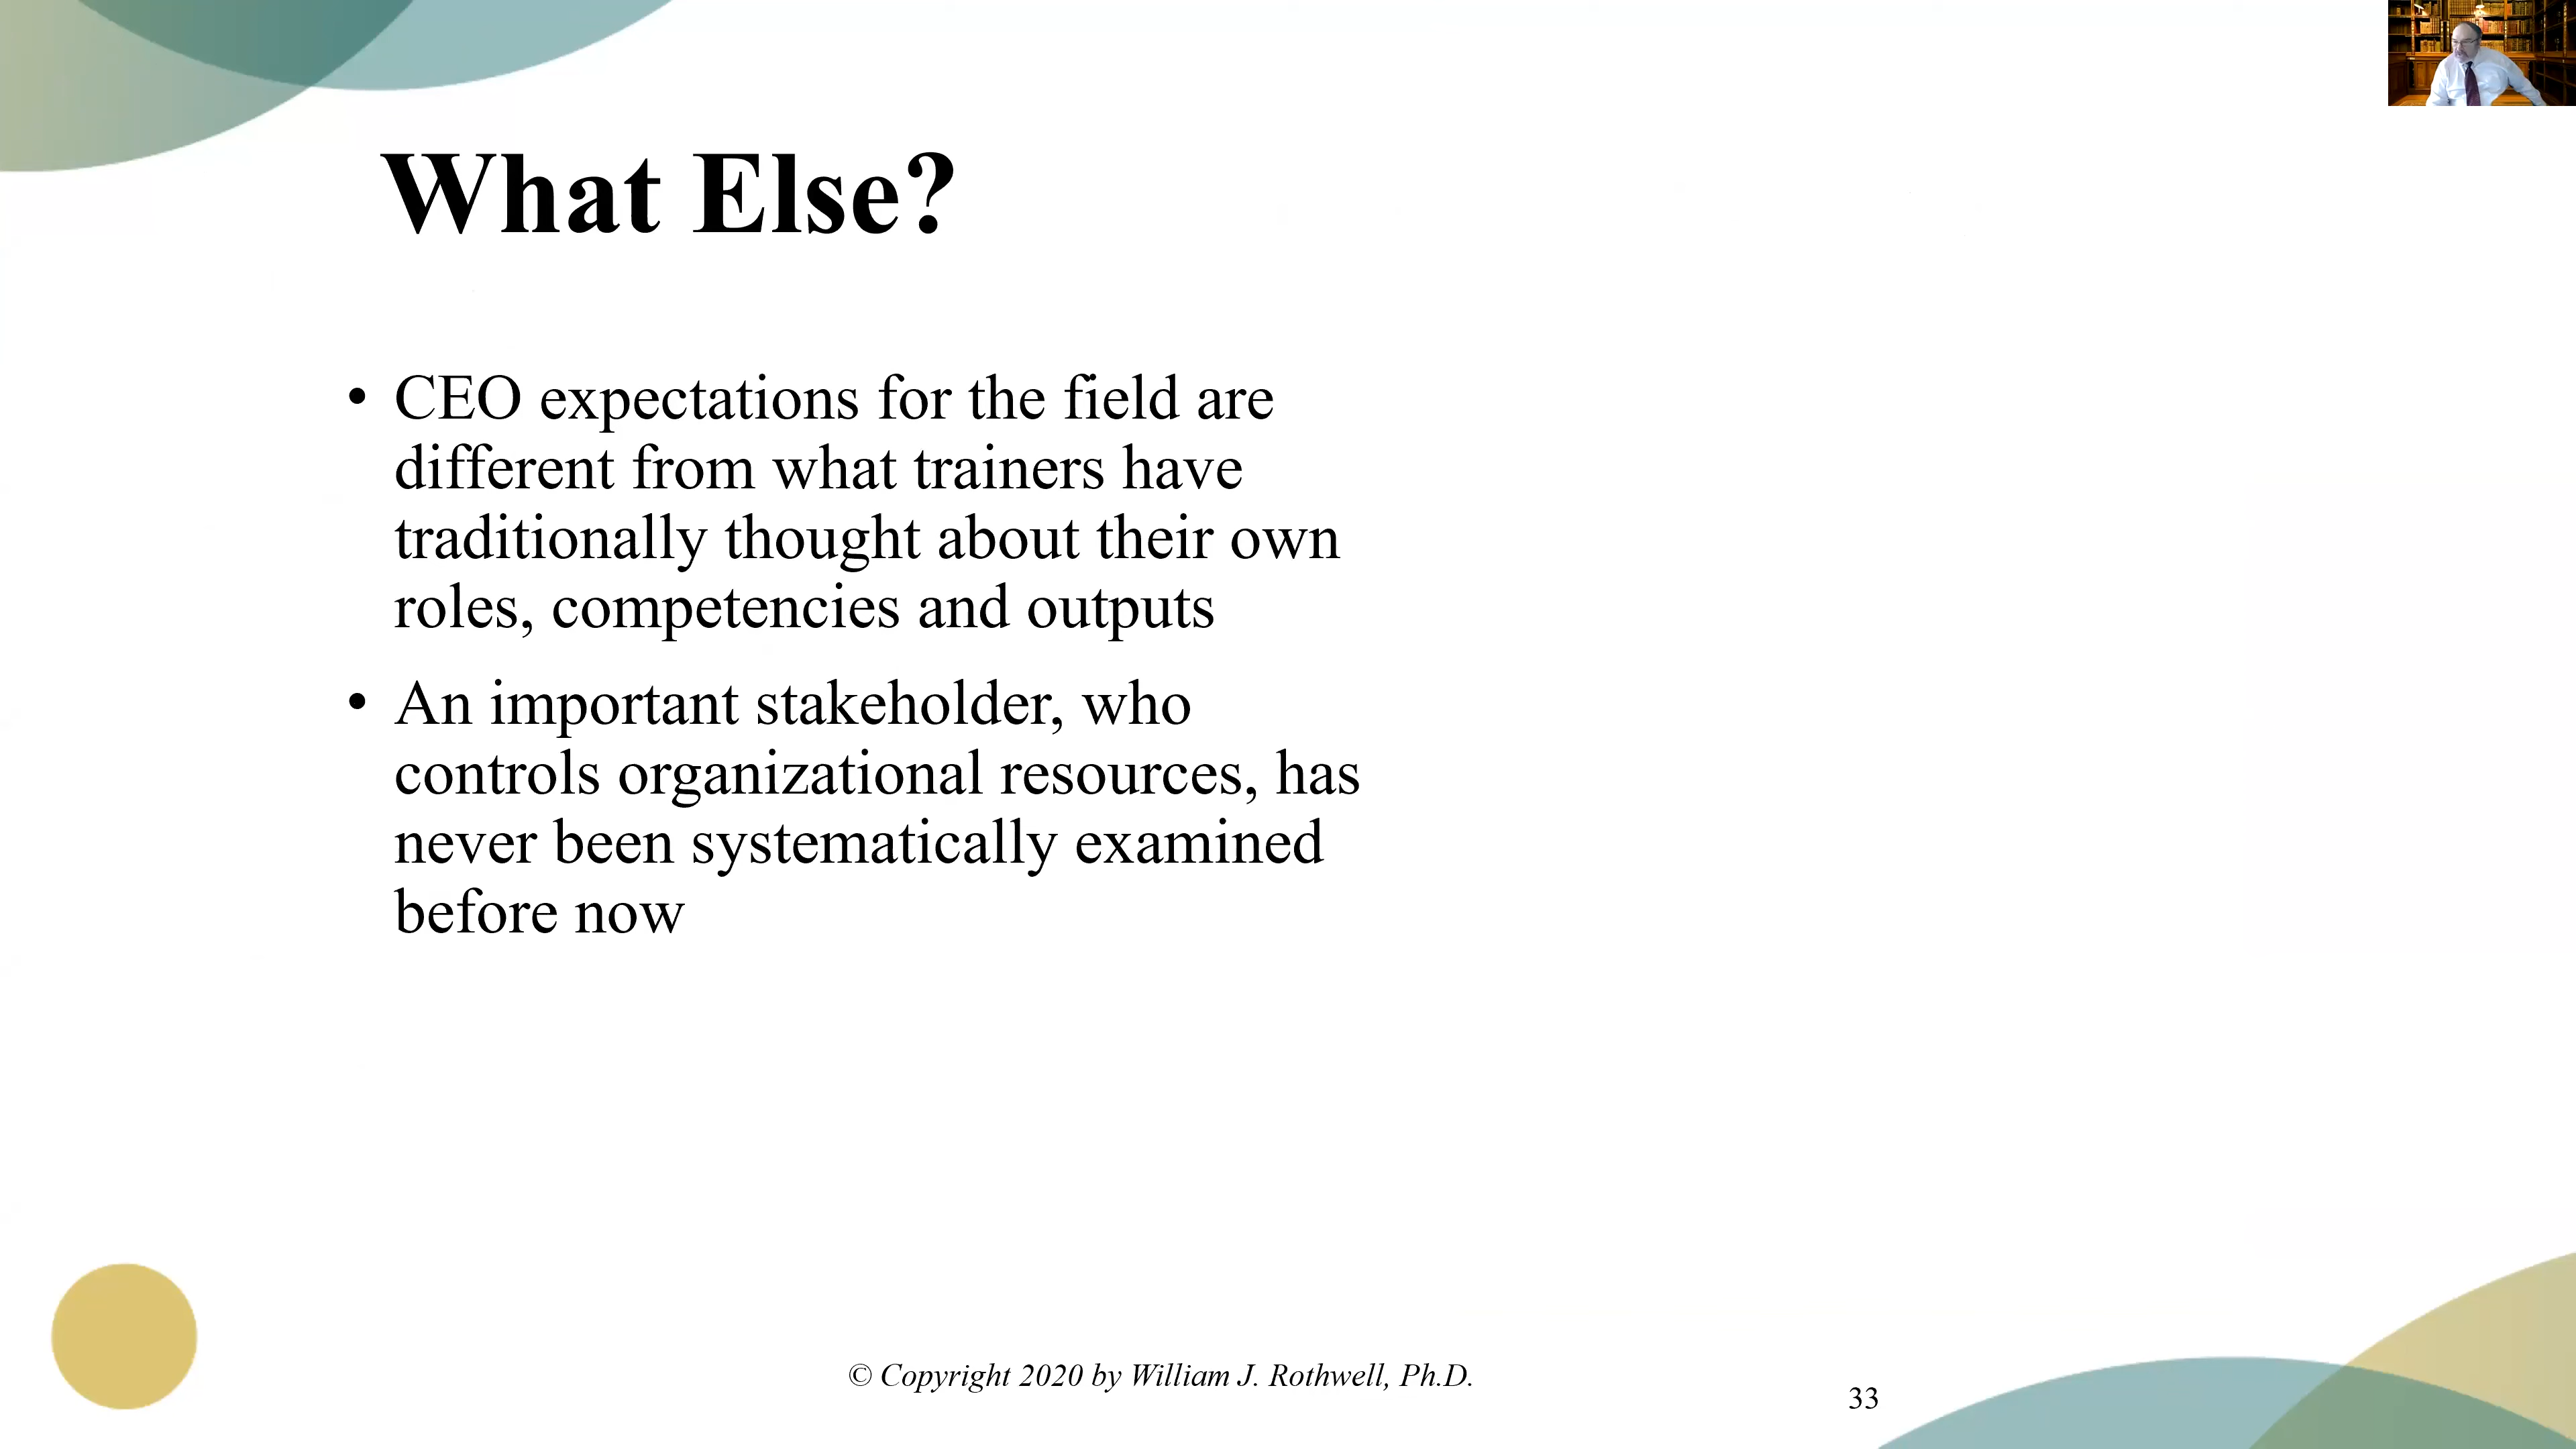 What Else?
• CEO expectations for the field are
different from what trainers have
traditionally thought about their own
roles, competencies and outputs
• An important stakeholder, who
controls organizational resources, has
never been systematically examined
before now
© Copyright 2020 by William J. Rothwell, Ph.D.
33